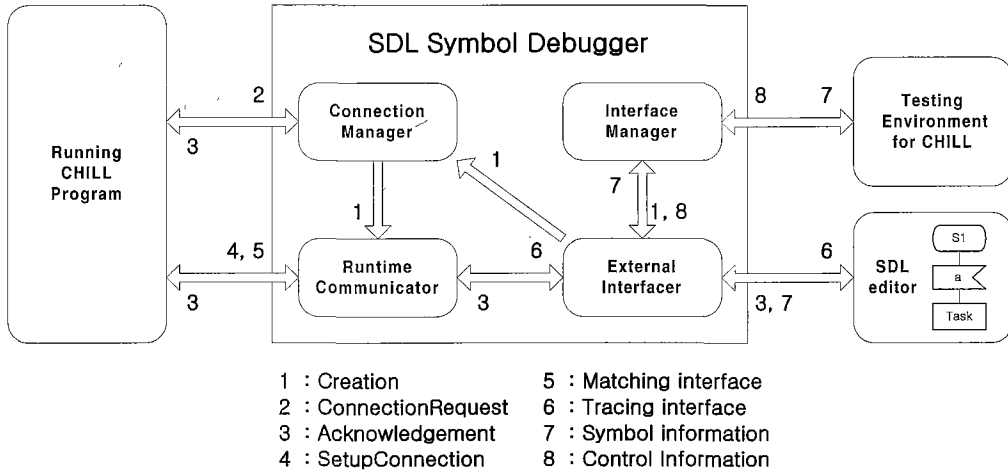 SDL Symbol Debugger
Running
CHILL
Program
2
3
Connection
Manager
Interface
Manager
8
7
Testing
Environment
for CHILL
1
1
7
1, 8
4, 5
3
Runtime
Communicator
6
3
External
Interfacer
6
3, 7
SDL
editor
S1
a
Task
1 : Creation
2 : ConnectionRequest
3 : Acknowledgement
4 : SetupConnection
5 : Matching interface
6 : Tracing interface
7 : Symbol information
8 : Control Information